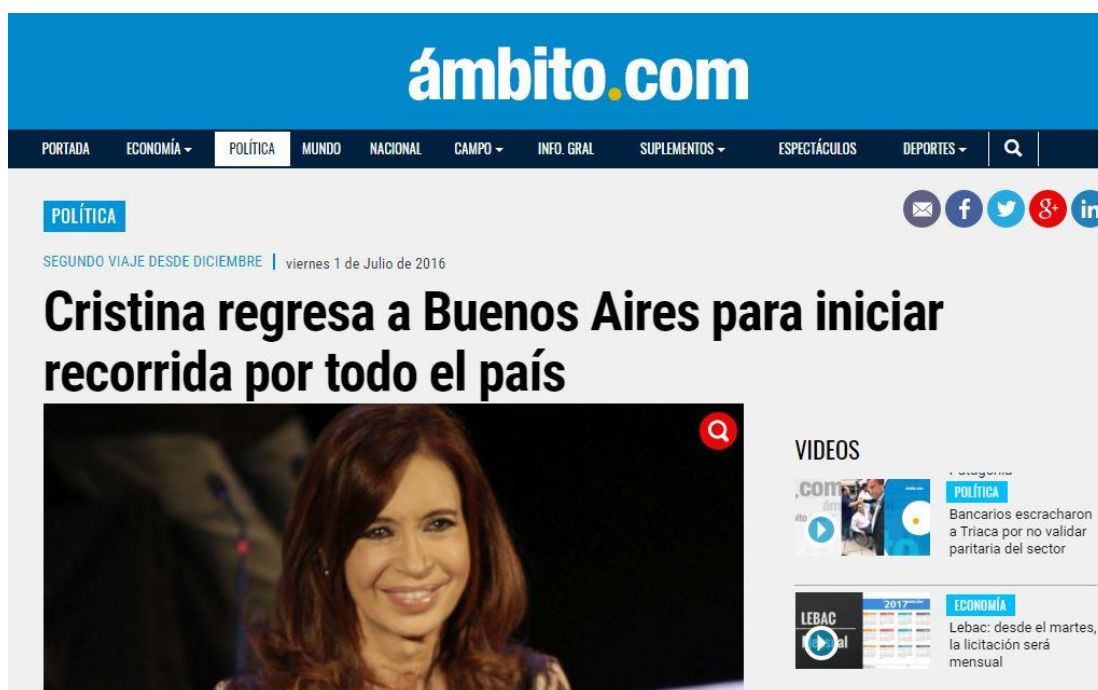 ámbito.com
PORTADA ECONOMÍA POLÍTICA MUNDO NACIONAL CAMPO INFO. GRAL SUPLEMENTOS ESPECTÁCULOS DEPORTES
POLÍTICA
SEGUNDO VIAJE DESDE DICIEMBRE | viernes 1 de Julio de 2016
Cristina regresa a Buenos Aires para iniciar
recorrida por todo el país
VIDEOS
.com
POLÍTICA
Bancarios escracharon
a Triaca por no validar
paritaria del sector
LEBAC
2017
ECONOMÍA
Lebac: desde el martes,
la licitación será
mensual